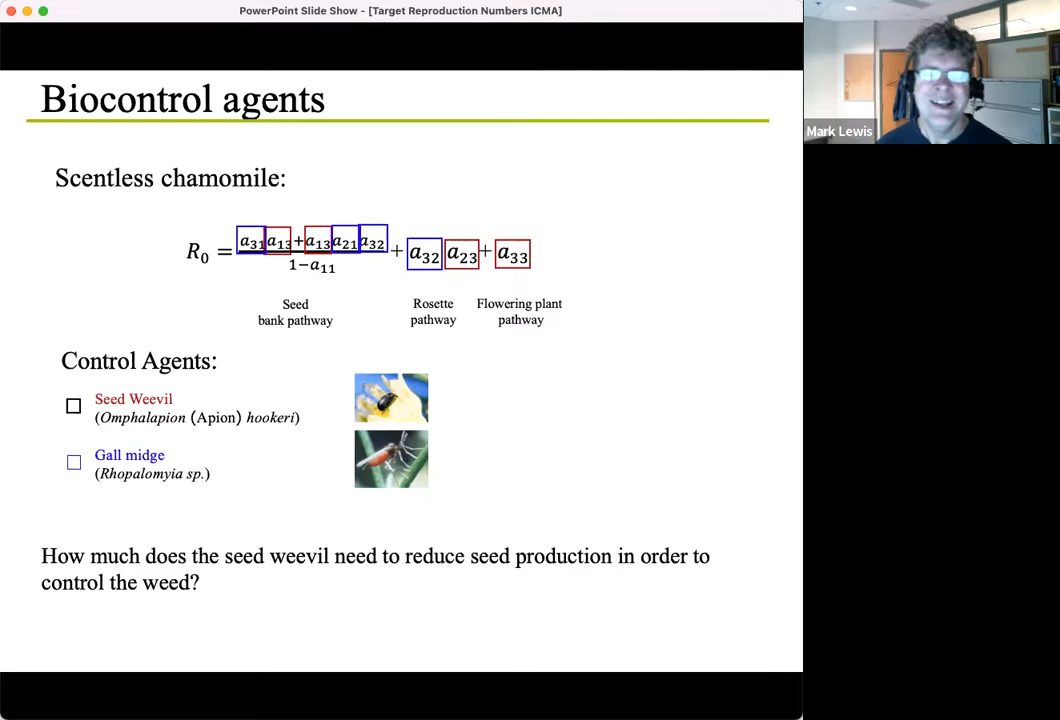 PowerPoint Slide Show - [Target Reproduction Numbers ICMA]
Mark Lewis
Biocontrol agents
Scentless chamomile:
R₀ = (a₃₁a₁₃+a₁₃a₂₁a₃₂)/(1−a₁₁) + a₃₂a₂₃ + a₃₃
Seed
bank pathway
Rosette
pathway
Flowering plant
pathway
Control Agents:
Seed Weevil
(Omphalapion (Apion) hookeri)
Gall midge
(Rhopalomyia sp.)
How much does the seed weevil need to reduce seed production in order to
control the weed?